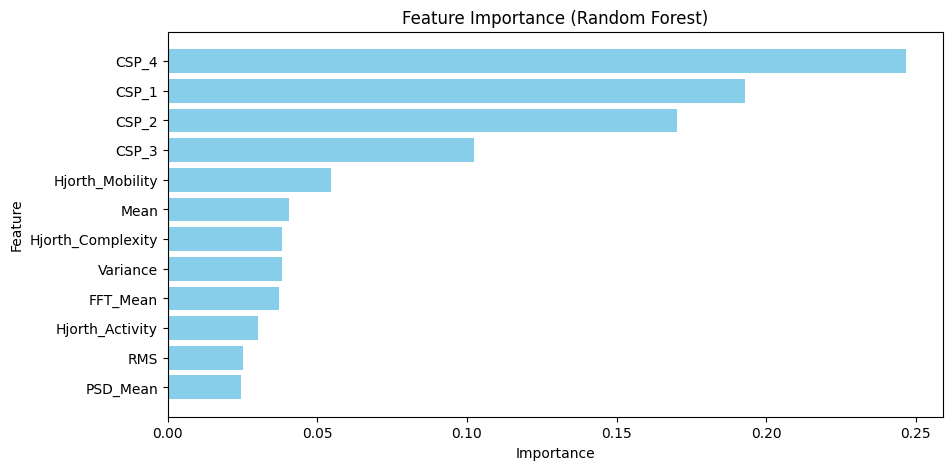 Feature Importance (Random Forest)
Feature
CSP_4
CSP_1
CSP_2
CSP_3
Hjorth_Mobility
Mean
Hjorth_Complexity
Variance
FFT_Mean
Hjorth_Activity
RMS
PSD_Mean
0.00 0.05 0.10 0.15 0.20 0.25
Importance